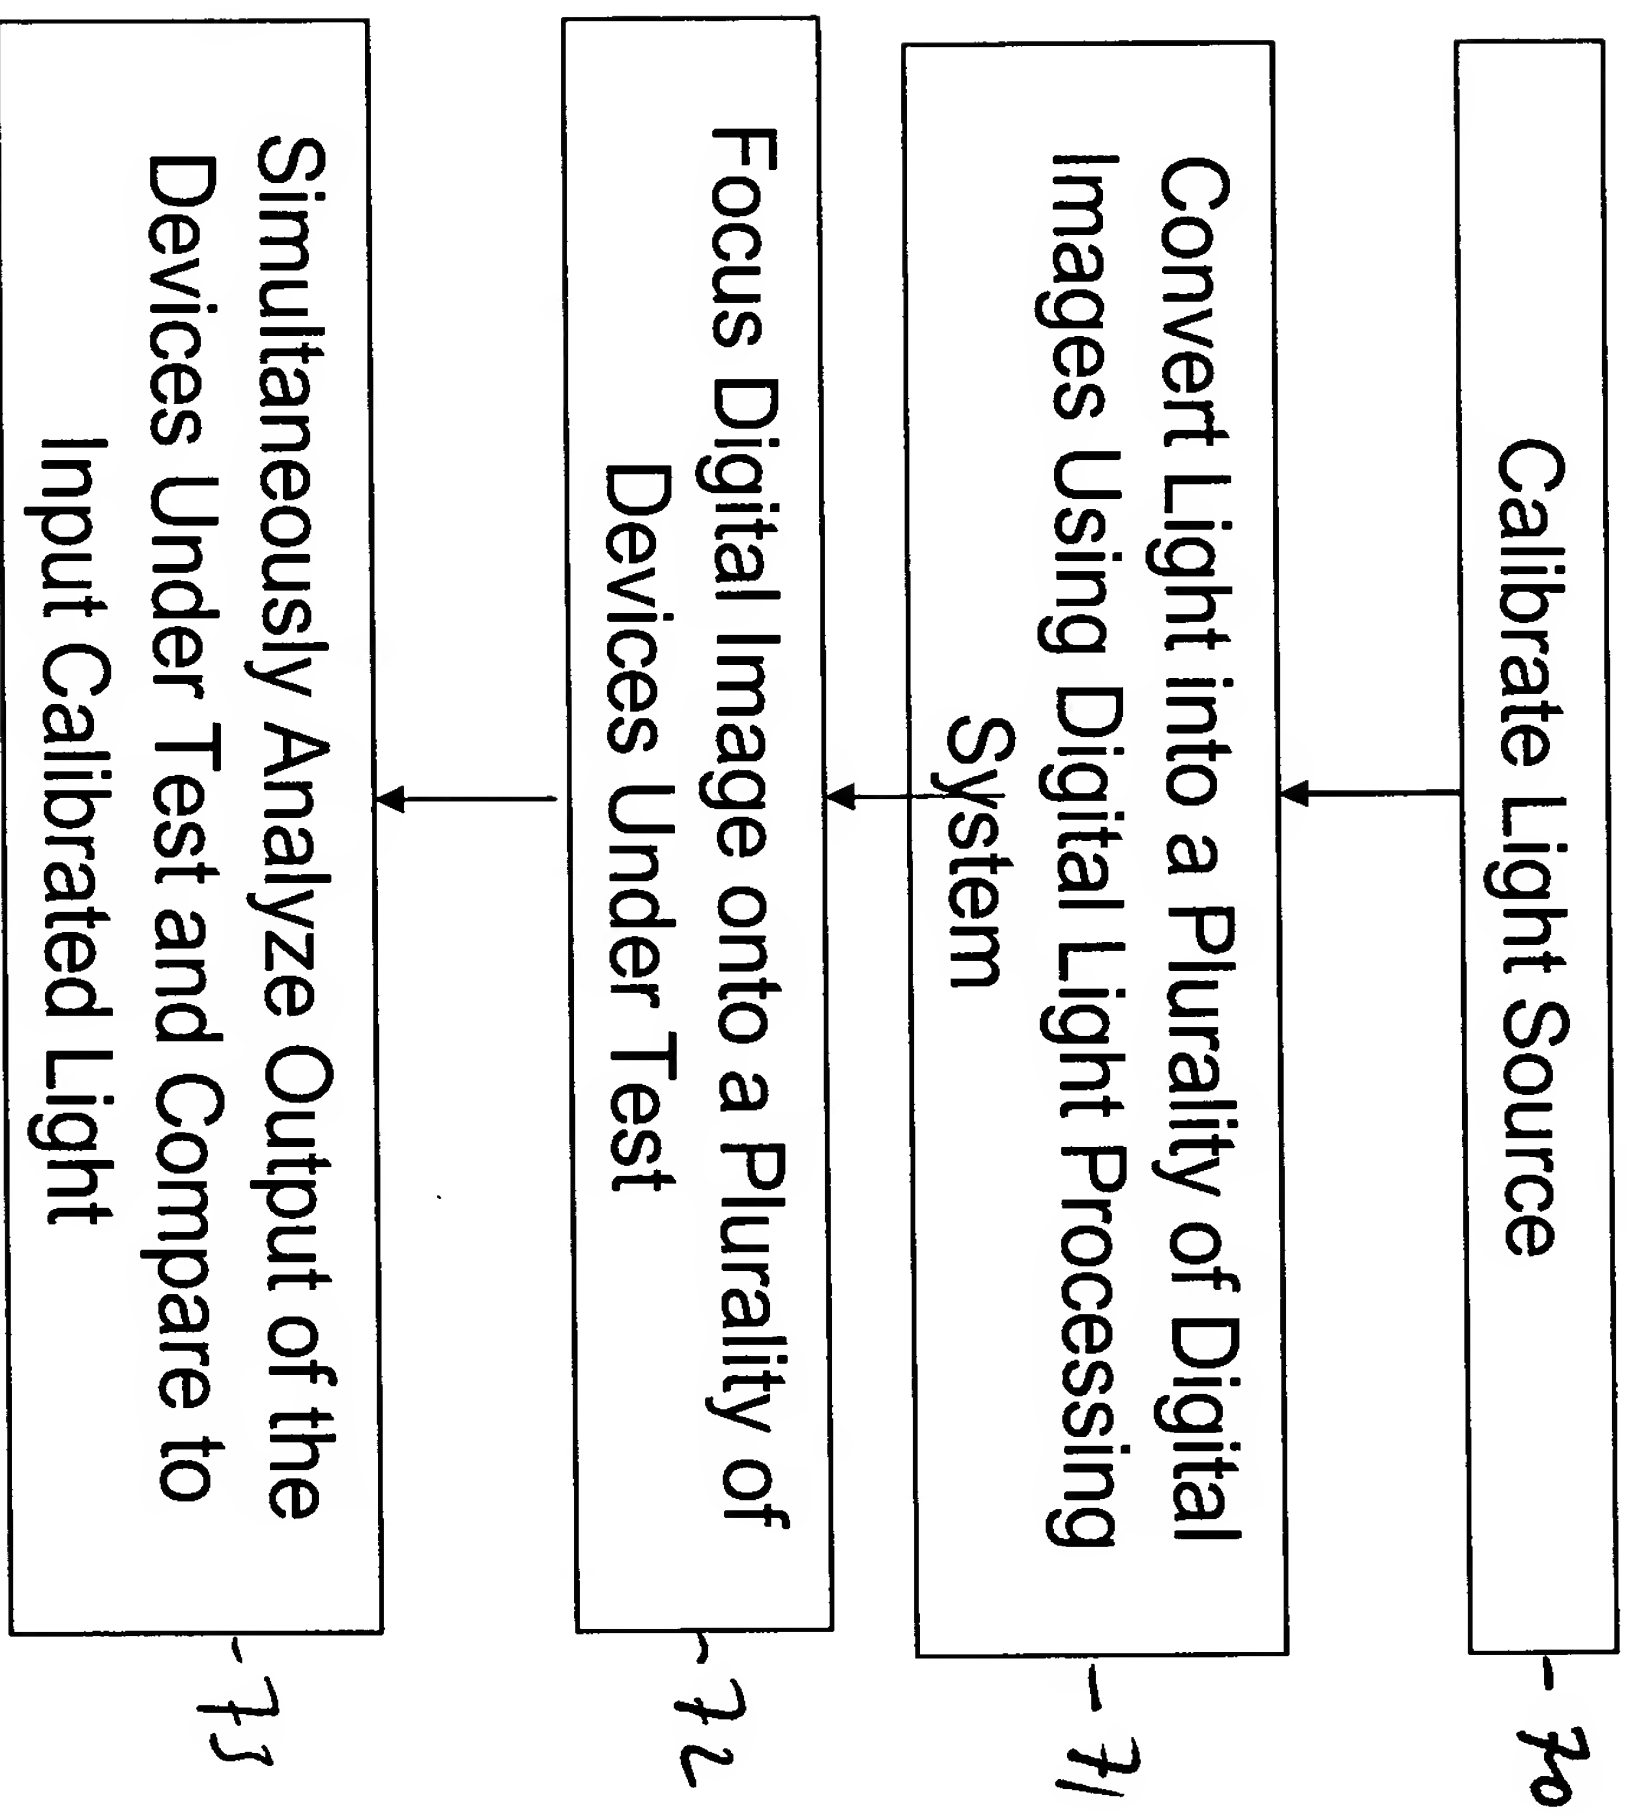 Calibrate Light Source
70
Convert Light into a Plurality of Digital
Images Using Digital Light Processing
System
71
Focus Digital Image onto a Plurality of
Devices Under Test
72
Simultaneously Analyze Output of the
Devices Under Test and Compare to
Input Calibrated Light
73